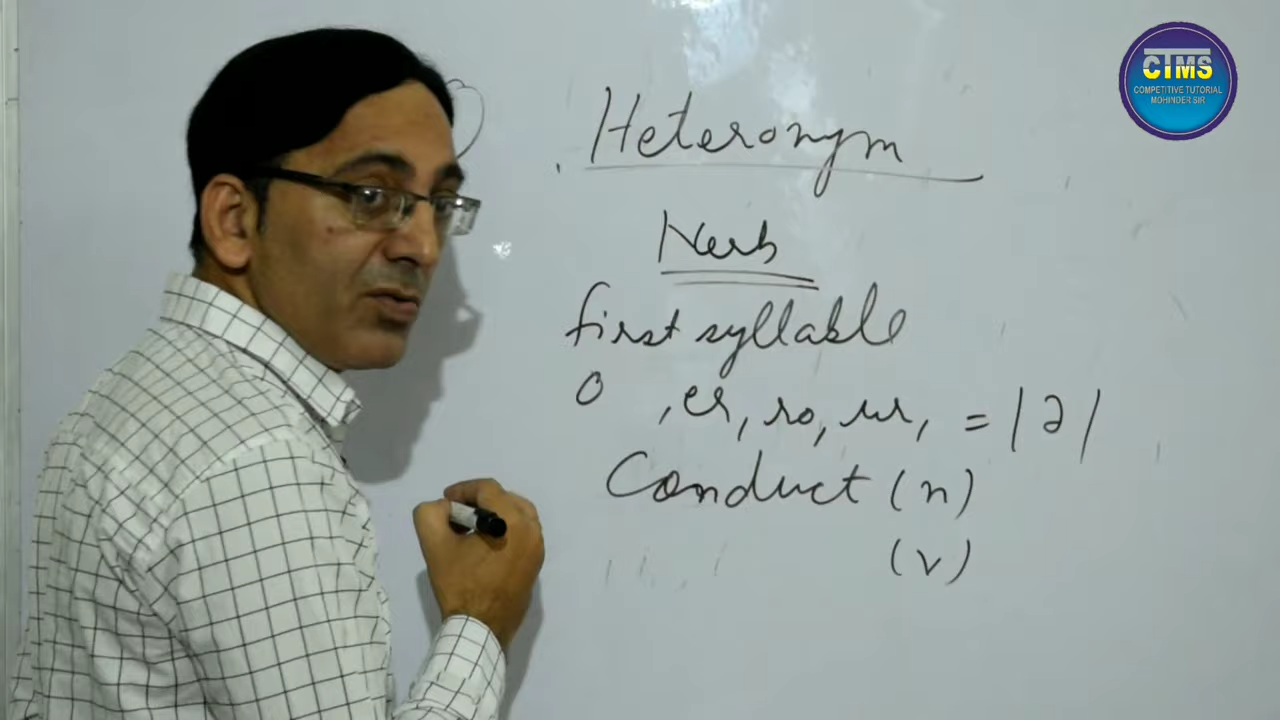 CTMS
COMPETITIVE TUTORIAL
MOHINDER SIR
Heteronym
Verb
first syllable
o , er, ro, ur, = /ə/
Conduct (n)
(v)